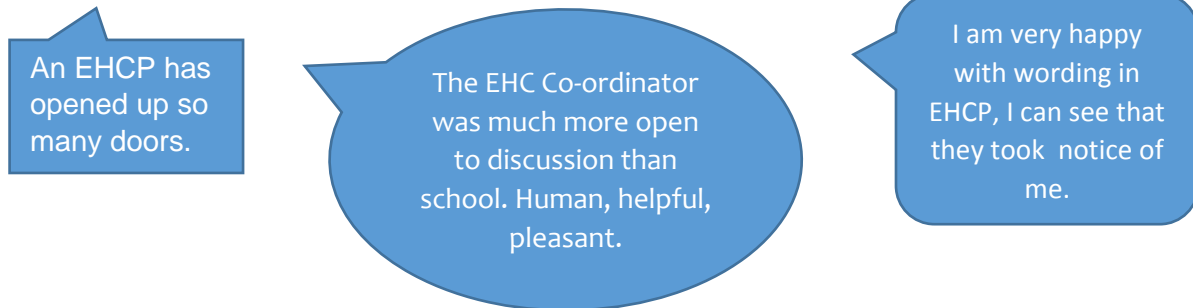 An EHCP has
opened up so
many doors.
The EHC Co-ordinator
was much more open
to discussion than
school. Human, helpful,
pleasant.
I am very happy
with wording in
EHCP, I can see that
they took  notice of
me.